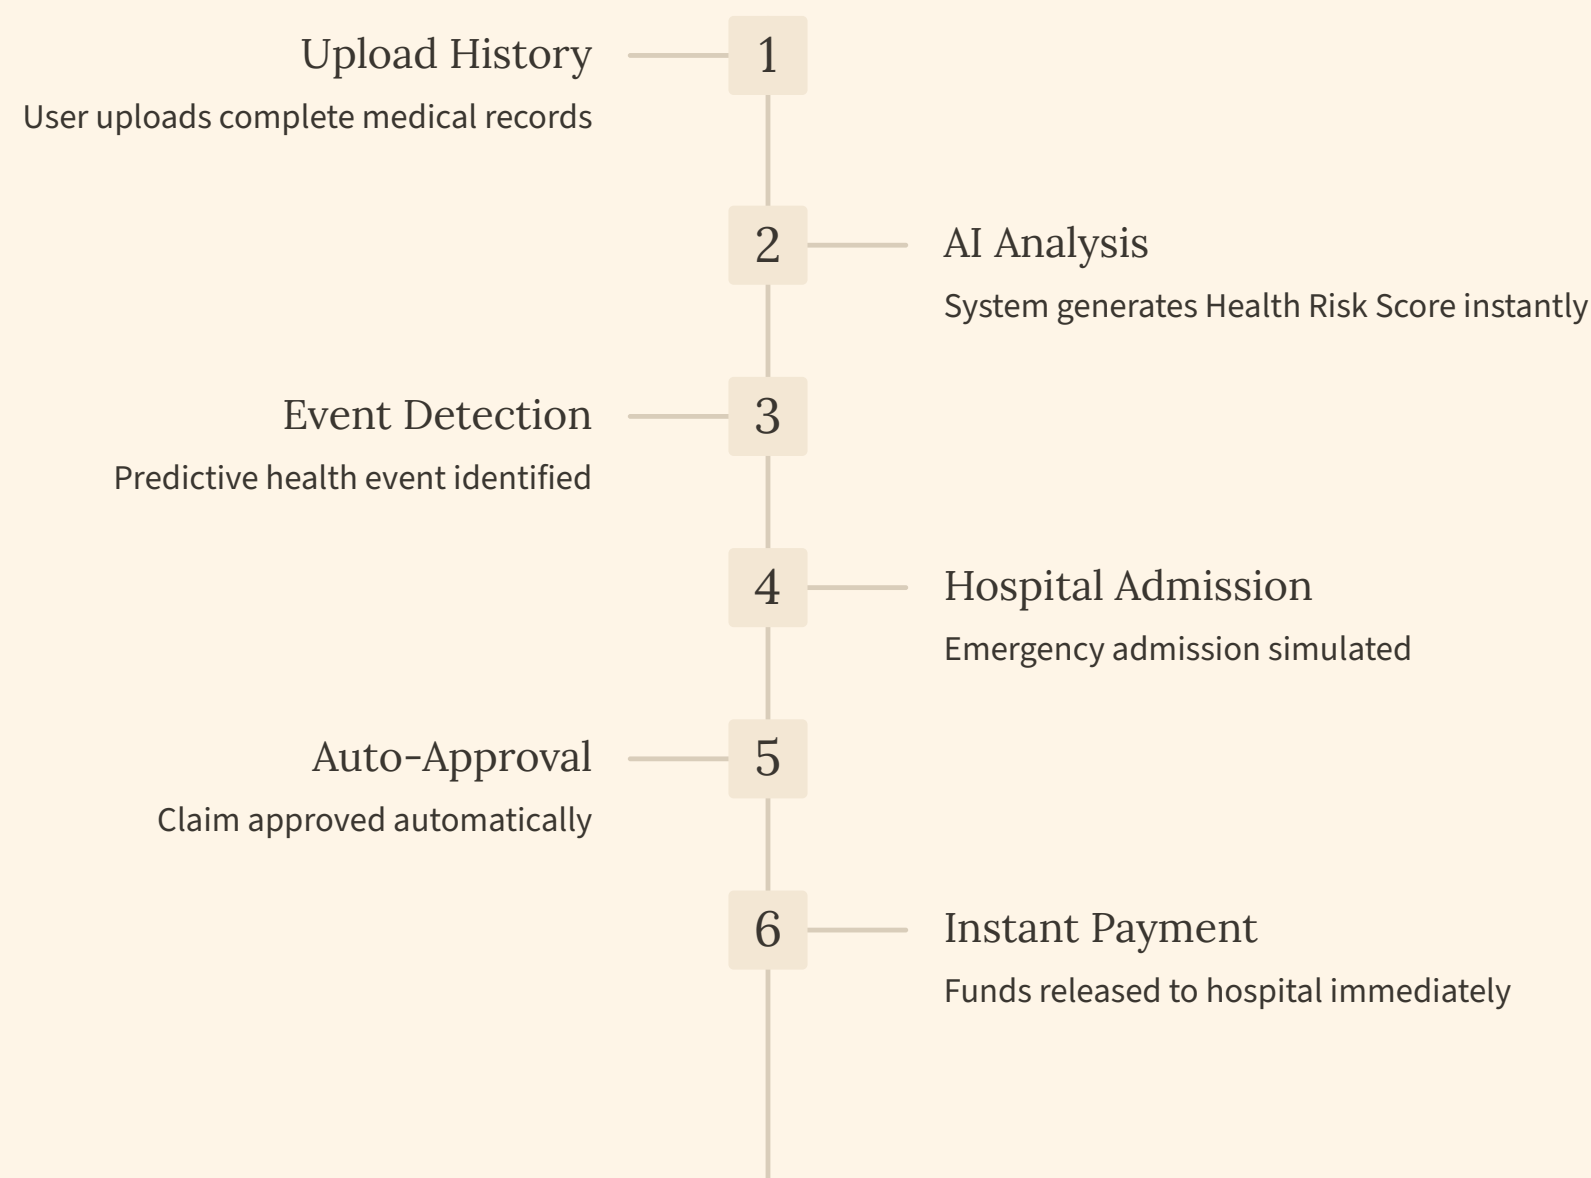 Upload History
1
User uploads complete medical records
2
AI Analysis
System generates Health Risk Score instantly
Event Detection
3
Predictive health event identified
4
Hospital Admission
Emergency admission simulated
Auto-Approval
5
Claim approved automatically
6
Instant Payment
Funds released to hospital immediately